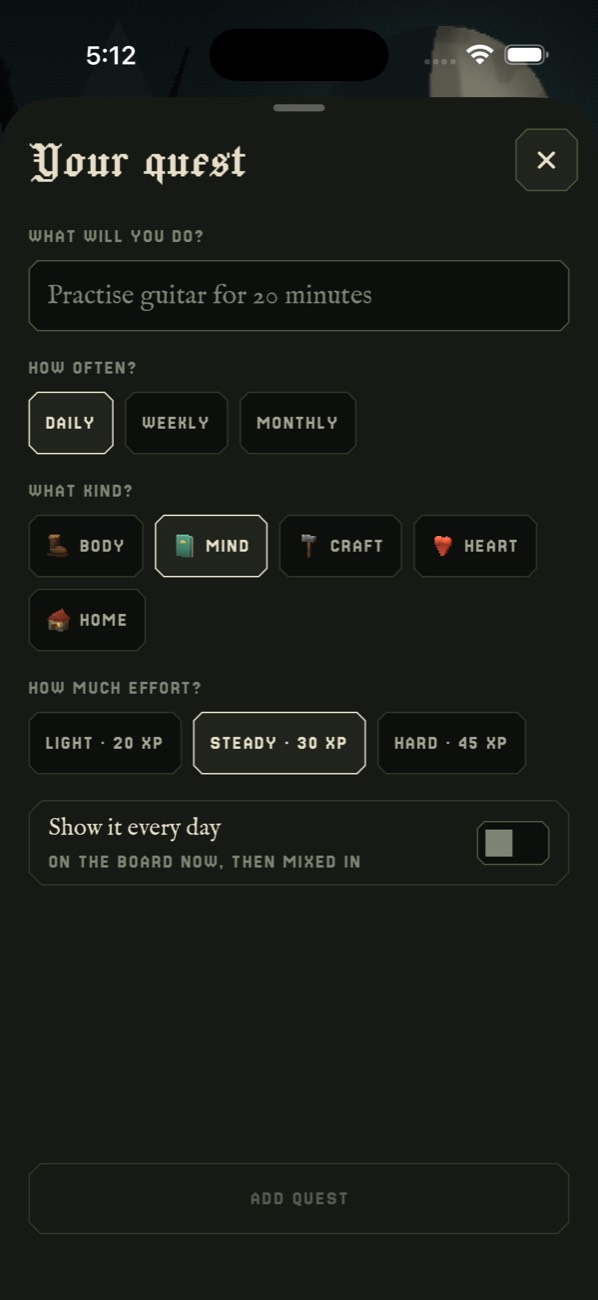 5:12
Your quest
WHAT WILL YOU DO?
Practise guitar for 20 minutes
HOW OFTEN?
DAILY WEEKLY MONTHLY
WHAT KIND?
BODY MIND CRAFT HEART
HOME
HOW MUCH EFFORT?
LIGHT · 20 XP STEADY · 30 XP HARD · 45 XP
Show it every day
ON THE BOARD NOW, THEN MIXED IN
ADD QUEST